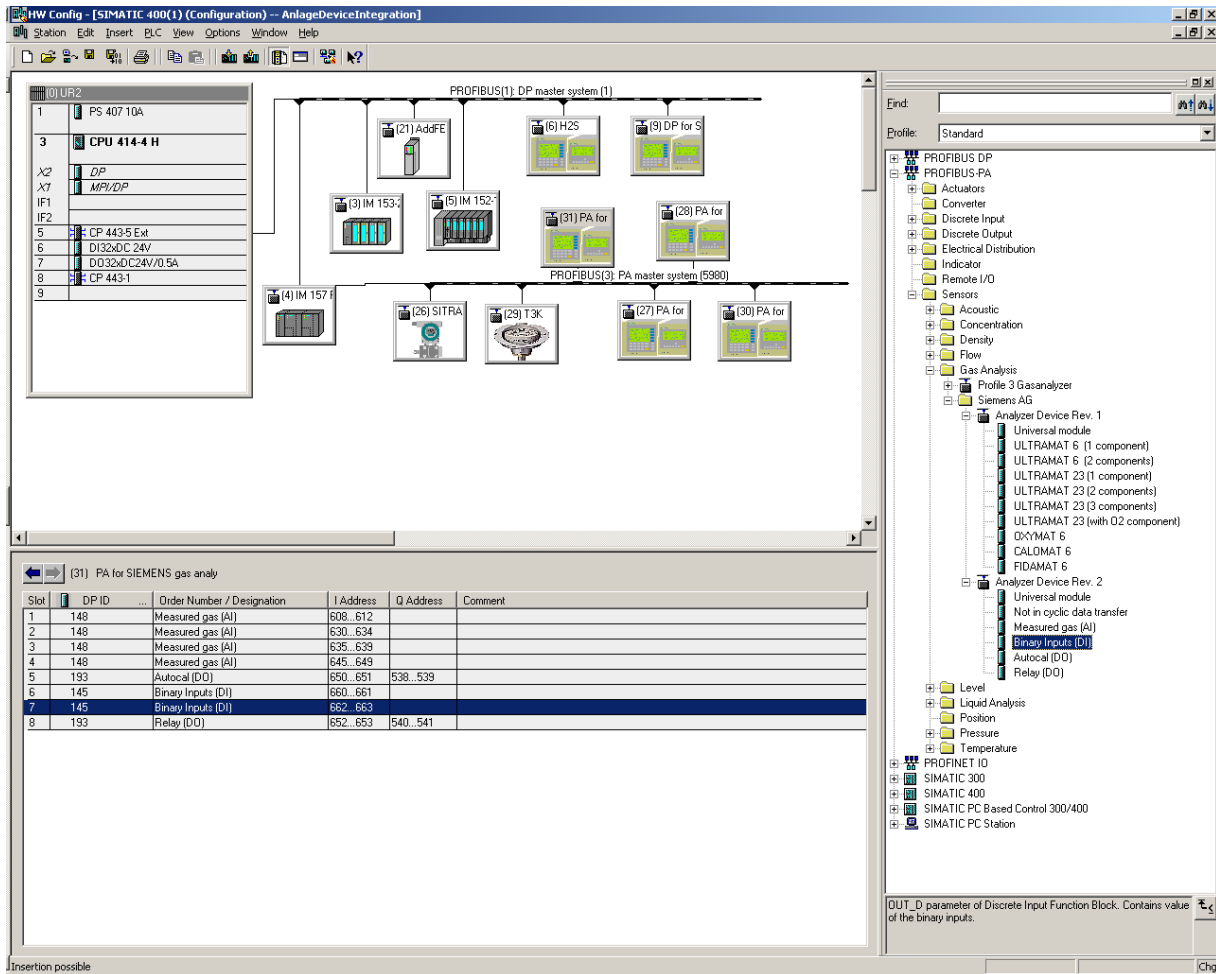 HW Config - [SIMATIC 400(1) (Configuration) -- AnlageDeviceIntegration]
Station Edit Insert PLC View Options Window Help
(0) UR2
1 PS 407 10A
3 CPU 414-4 H
X2 DP
X1 MPI/DP
IF1
IF2
5 CP 443-5 Ext
6 DI32xDC 24V
7 DO32xDC24V/0.5A
8 CP 443-1
9
PROFIBUS(1): DP master system (1)
(21) AddFE
(6) H2S
(9) DP for S
(3) IM 153-2
(5) IM 152-
(31) PA for
(28) PA for
PROFIBUS(3): PA master system (5980)
(4) IM 157
(26) SITRA
(29) T3K
(27) PA for
(30) PA for
(31) PA for SIEMENS gas analy
Slot DP ID ... Order Number / Designation I Address Q Address Comment
1 148 Measured gas (AI) 608...612
2 148 Measured gas (AI) 630...634
3 148 Measured gas (AI) 635...639
4 148 Measured gas (AI) 645...649
5 193 Autocal (DO) 650...651 538...539
6 145 Binary Inputs (DI) 660...661
7 145 Binary Inputs (DI) 662...663
8 193 Relay (DO) 652...653 540...541
Find:
Profile: Standard
PROFIBUS DP
PROFIBUS-PA
Actuators
Converter
Discrete Input
Discrete Output
Electrical Distribution
Indicator
Remote I/O
Sensors
Acoustic
Concentration
Density
Flow
Gas Analysis
Profile 3 Gasanalyzer
Siemens AG
Analyzer Device Rev. 1
Universal module
ULTRAMAT 6 (1 component)
ULTRAMAT 6 (2 components)
ULTRAMAT 23 (1 component)
ULTRAMAT 23 (2 components)
ULTRAMAT 23 (3 components)
ULTRAMAT 23 (with O2 component)
OXYMAT 6
CALOMAT 6
FIDAMAT 6
Analyzer Device Rev. 2
Universal module
Not in cyclic data transfer
Measured gas (AI)
Binary Inputs (DI)
Autocal (DO)
Relay (DO)
Level
Liquid Analysis
Position
Pressure
Temperature
PROFINET IO
SIMATIC 300
SIMATIC 400
SIMATIC PC Based Control 300/400
SIMATIC PC Station
OUT_D parameter of Discrete Input Function Block. Contains value
of the binary inputs.
Insertion possible
Chg